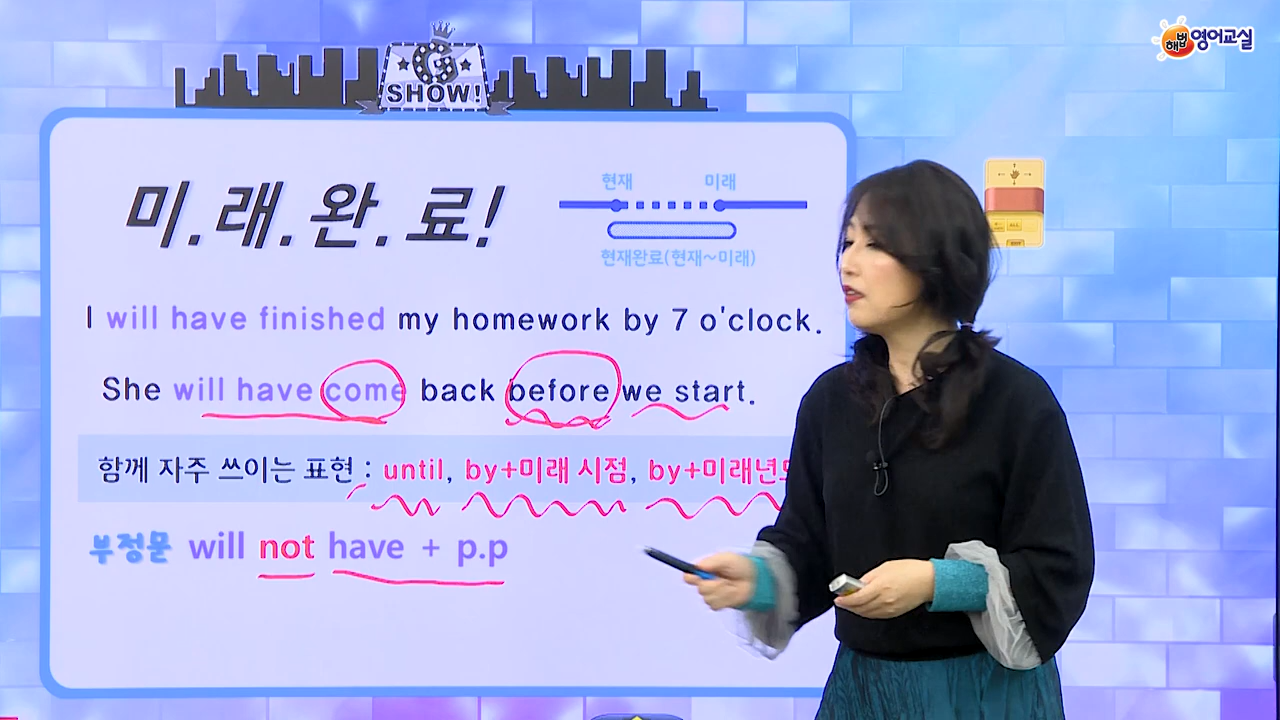 해법 영어교실
G
SHOW!
미.래.완.료!
현재 미래
현재완료(현재~미래)
I will have finished my homework by 7 o'clock.
She will have come back before we start.
함께 자주 쓰이는 표현 : until, by+미래 시점, by+미래년도
부정문 will not have + p.p